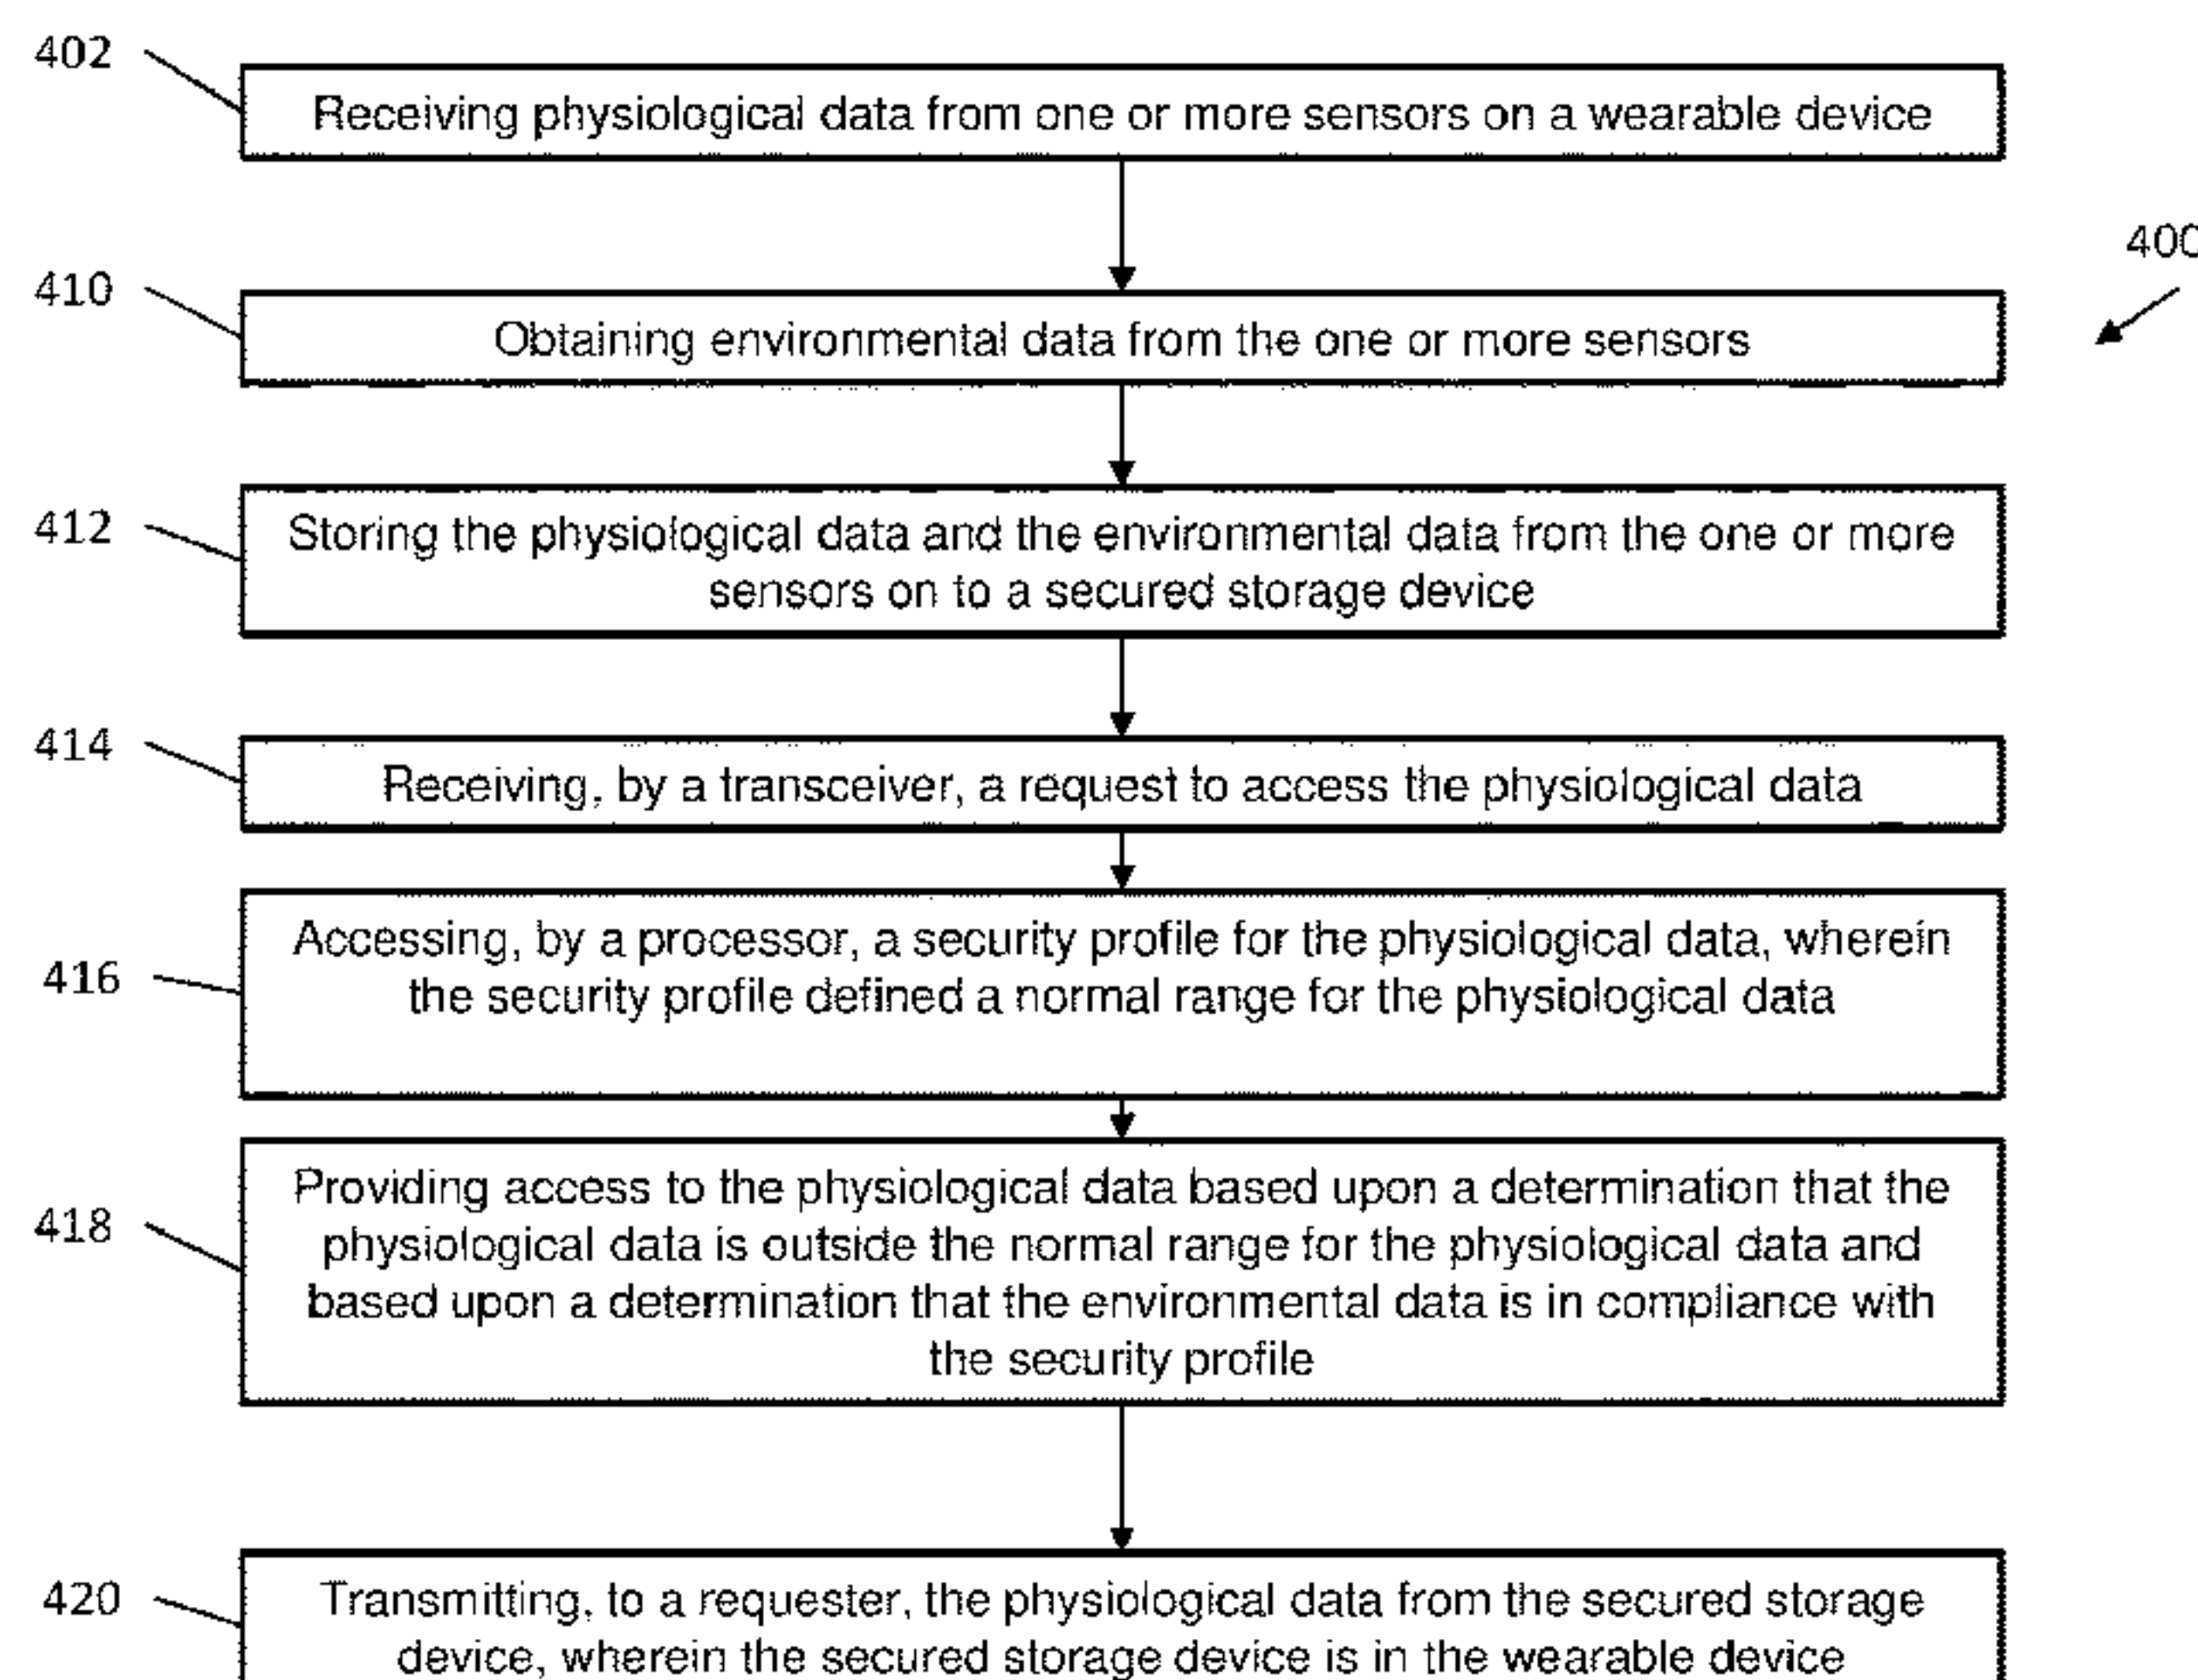 402
Receiving physiological data from one or more sensors on a wearable device
400
410
Obtaining environmental data from the one or more sensors
412
Storing the physiological data and the environmental data from the one or more
sensors on to a secured storage device
414
Receiving, by a transceiver, a request to access the physiological data
416
Accessing, by a processor, a security profile for the physiological data, wherein
the security profile defined a normal range for the physiological data
418
Providing access to the physiological data based upon a determination that the
physiological data is outside the normal range for the physiological data and
based upon a determination that the environmental data is in compliance with
the security profile
420
Transmitting, to a requester, the physiological data from the secured storage
device, wherein the secured storage device is in the wearable device